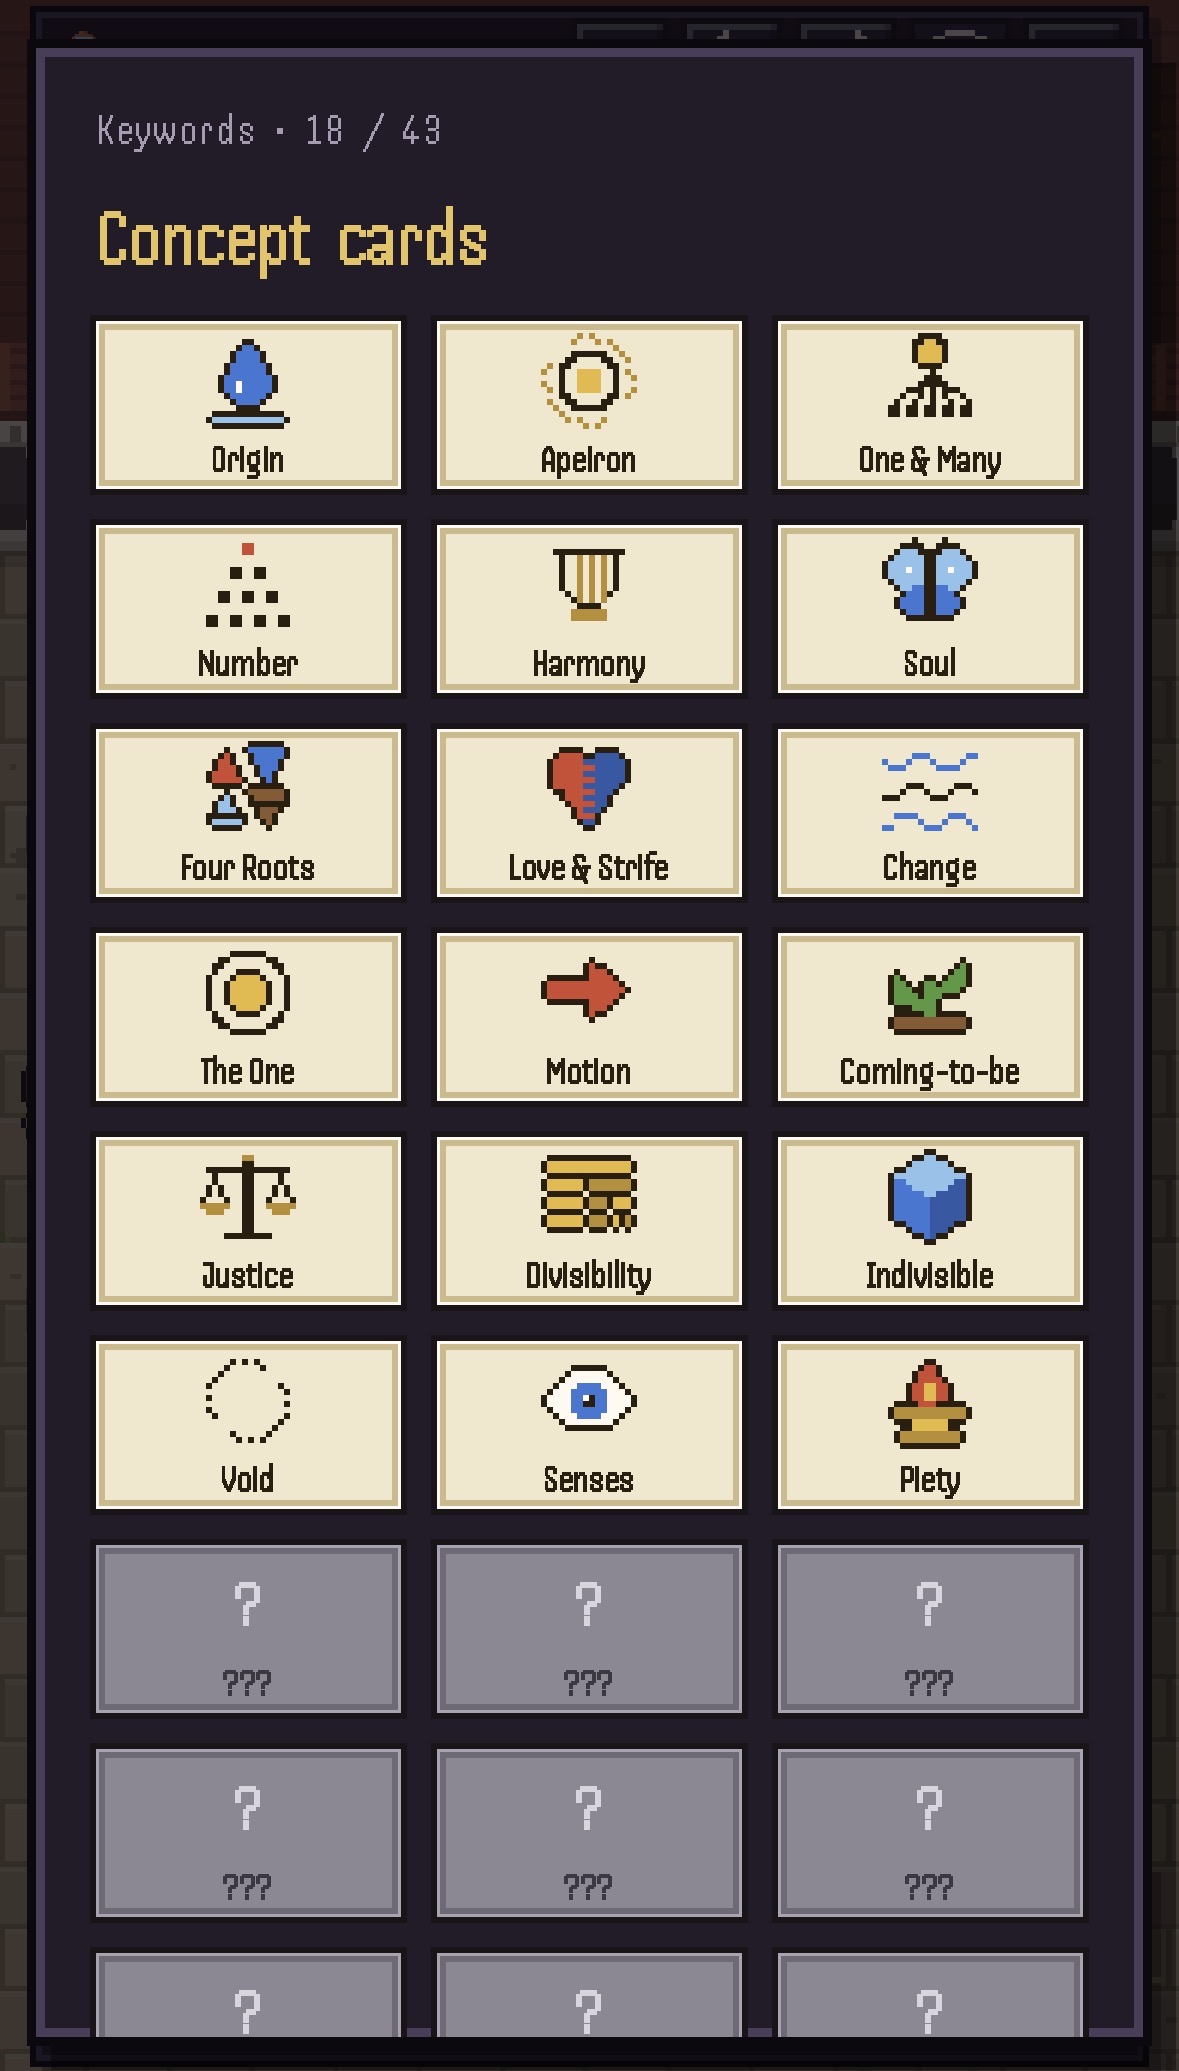 Keywords · 18 / 43
Concept cards
Origin
Apeiron
One & Many
Number
Harmony
Soul
Four Roots
Love & Strife
Change
The One
Motion
Coming-to-be
Justice
Divisibility
Indivisible
Void
Senses
Piety
? ? ?
??? ??? ???
? ? ?
??? ??? ???
? ? ?